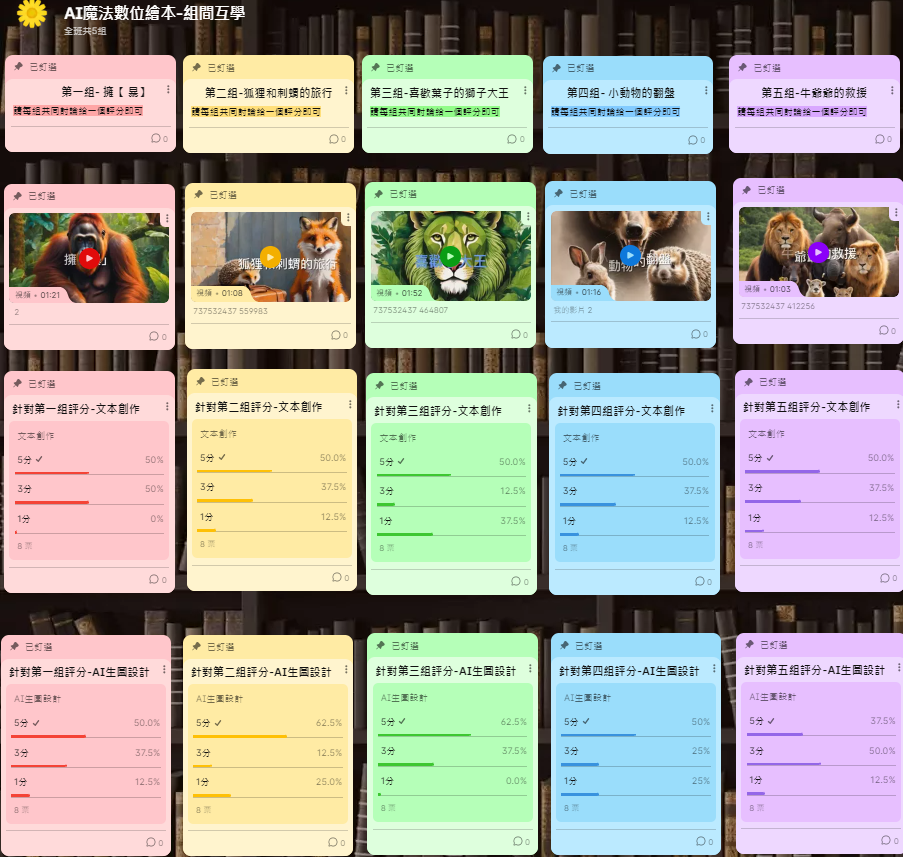 AI魔法數位繪本-組間互學
全班共5組
已訂選
第一組- 擁【 】
請每組共同討論給一個評分即可
0
已訂選
第二組-狐狸和刺蝟的旅行
請每組共同討論給一個評分即可
0
已訂選
第三組-喜歡葉子的獅子大王
請每組共同討論給一個評分即可
0
已訂選
第四組- 小動物的翻盤
請每組共同討論給一個評分即可
0
已訂選
第五組-牛爺爺的救援
請每組共同討論給一個評分即可
0
已訂選
擁
視頻 • 01:21
2
0
已訂選
狐狸和刺蝟的旅行
視頻 • 01:08
737532437 559983
0
已訂選
大王
視頻 • 01:52
737532437 464807
0
已訂選
動物的翻盤
視頻 • 01:16
我的影片 2
0
已訂選
爺 救援
視頻 • 01:03
737532437 412256
0
已訂選
針對第一組評分-文本創作
文本創作
5分 ✓ 50%
3分 50%
1分 0%
8 票
0
已訂選
針對第二組評分-文本創作
文本創作
5分 ✓ 50.0%
3分 37.5%
1分 12.5%
8 票
0
已訂選
針對第三組評分-文本創作
文本創作
5分 ✓ 50.0%
3分 12.5%
1分 37.5%
8 票
0
已訂選
針對第四組評分-文本創作
文本創作
5分 ✓ 50.0%
3分 37.5%
1分 12.5%
8 票
0
已訂選
針對第五組評分-文本創作
文本創作
5分 ✓ 50.0%
3分 37.5%
1分 12.5%
8 票
0
已訂選
針對第一組評分-AI生圖設計
AI生圖設計
5分 ✓ 50.0%
3分 37.5%
1分 12.5%
8 票
0
已訂選
針對第二組評分-AI生圖設計
AI生圖設計
5分 ✓ 62.5%
3分 12.5%
1分 25.0%
8 票
0
已訂選
針對第三組評分-AI生圖設計
AI生圖設計
5分 ✓ 62.5%
3分 37.5%
1分 0.0%
8 票
0
已訂選
針對第四組評分-AI生圖設計
AI生圖設計
5分 ✓ 50%
3分 25%
1分 25%
8 票
0
已訂選
針對第五組評分-AI生圖設計
AI生圖設計
5分 ✓ 37.5%
3分 50.0%
1分 12.5%
8 票
0